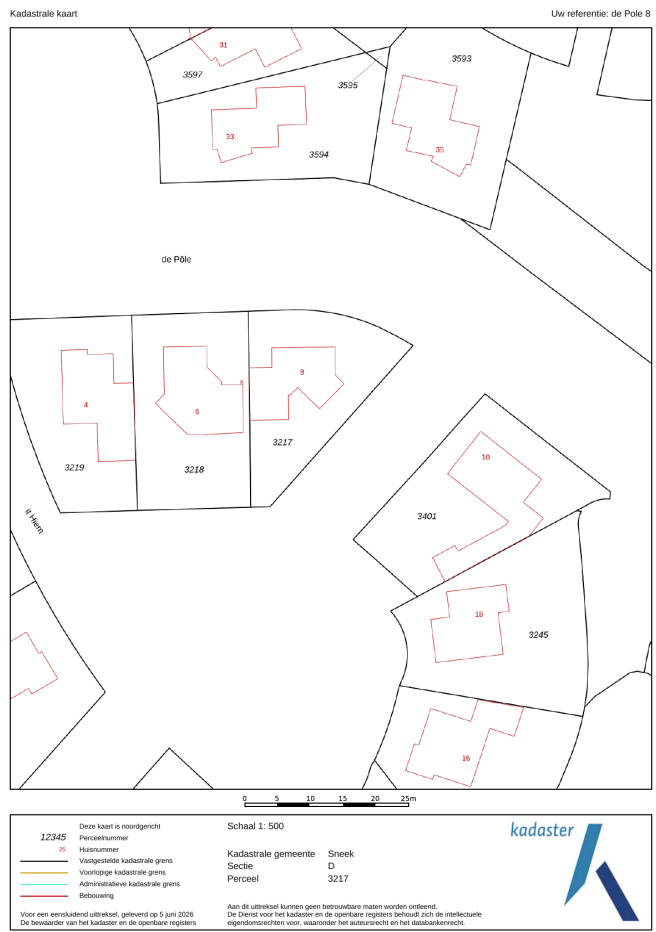 Kadastrale kaart
Uw referentie: de Pole 8
31
3593
3597
3595
33
35
3594
de Pôle
8
4
6
3217
3219
3218
10
3401
it Hiem
18
3245
16
0 5 10 15 20 25m
Deze kaart is noordgericht
12345 Perceelnummer
25 Huisnummer
Vastgestelde kadastrale grens
Voorlopige kadastrale grens
Administratieve kadastrale grens
Bebouwing
Voor een eensluidend uittreksel, geleverd op 5 juni 2026
De bewaarder van het kadaster en de openbare registers
Schaal 1: 500
Kadastrale gemeente Sneek
Sectie D
Perceel 3217
Aan dit uittreksel kunnen geen betrouwbare maten worden ontleend.
De Dienst voor het kadaster en de openbare registers behoudt zich de intellectuele
eigendomsrechten voor, waaronder het auteursrecht en het databankenrecht.
kadaster